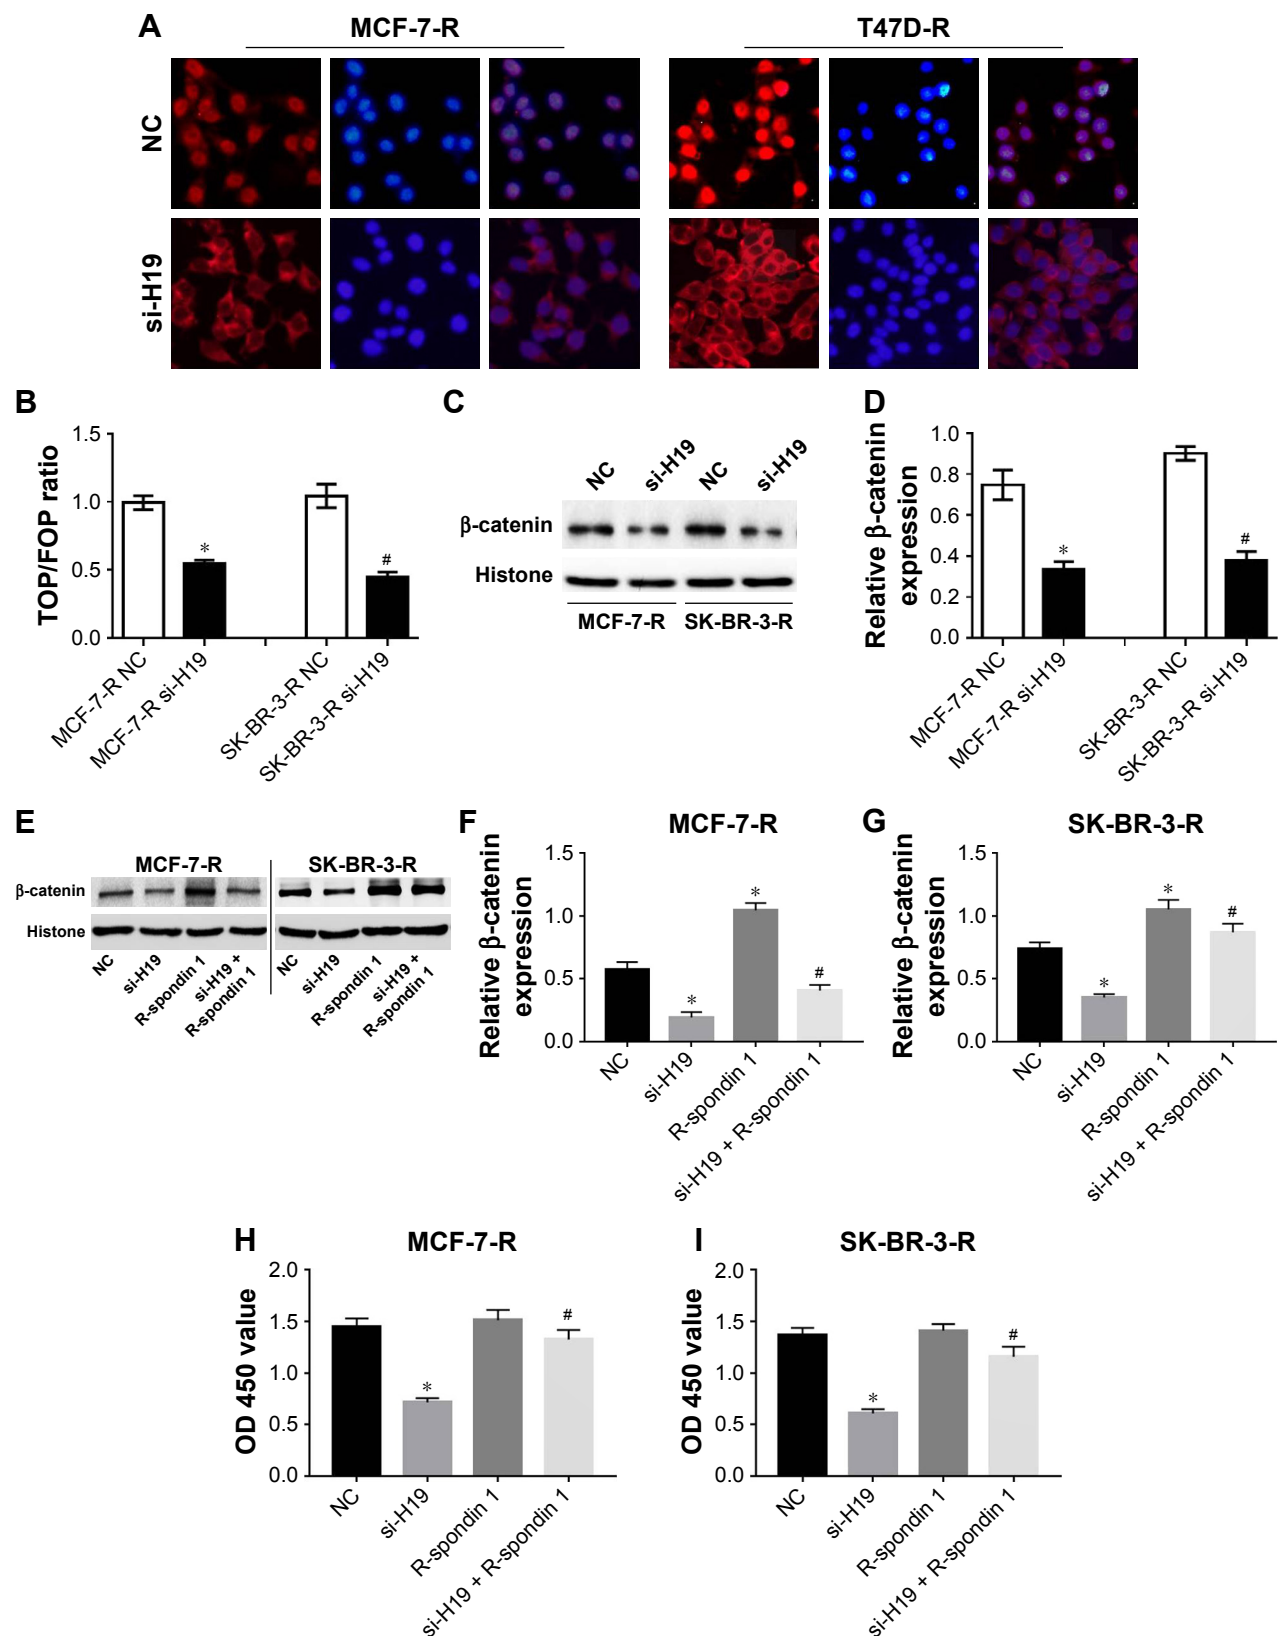 A
MCF-7-R
T47D-R
NC
si-H19
B
TOP/FOP ratio
1.5
1.0
0.5
0.0
*
#
MCF-7-R NC
MCF-7-R si-H19
SK-BR-3-R NC
SK-BR-3-R si-H19
C
NC
si-H19
NC
si-H19
β-catenin
Histone
MCF-7-R
SK-BR-3-R
D
Relative β-catenin
expression
1.0
0.8
0.6
0.4
0.2
0.0
*
#
MCF-7-R NC
MCF-7-R si-H19
SK-BR-3-R NC
SK-BR-3-R si-H19
E
MCF-7-R
SK-BR-3-R
β-catenin
Histone
NC
si-H19
R-spondin 1
si-H19 +
R-spondin 1
NC
si-H19
R-spondin 1
si-H19 +
R-spondin 1
F
MCF-7-R
Relative β-catenin
expression
1.5
1.0
0.5
0.0
*
*
#
NC
si-H19
R-spondin 1
si-H19 + R-spondin 1
G
SK-BR-3-R
Relative β-catenin
expression
1.5
1.0
0.5
0.0
*
*
#
NC
si-H19
R-spondin 1
si-H19 + R-spondin 1
H
MCF-7-R
OD 450 value
2.0
1.5
1.0
0.5
0.0
*
#
NC
si-H19
R-spondin 1
si-H19 + R-spondin 1
I
SK-BR-3-R
OD 450 value
2.0
1.5
1.0
0.5
0.0
*
#
NC
si-H19
R-spondin 1
si-H19 + R-spondin 1